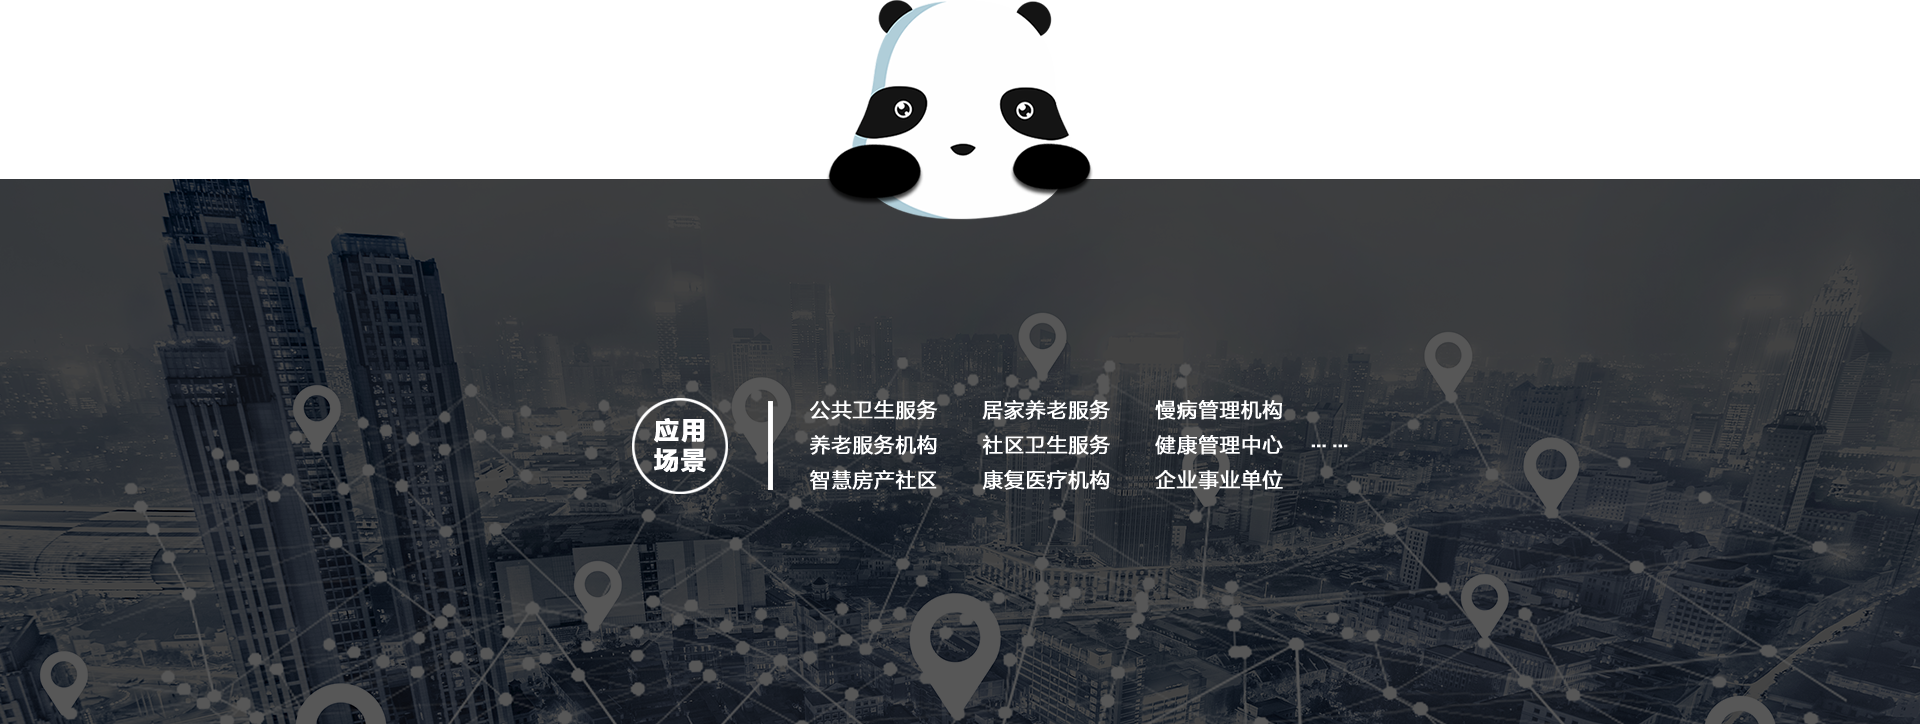 应用
场景
公共卫生服务 居家养老服务 慢病管理机构
养老服务机构 社区卫生服务 健康管理中心 ... ...
智慧房产社区 康复医疗机构 企业事业单位